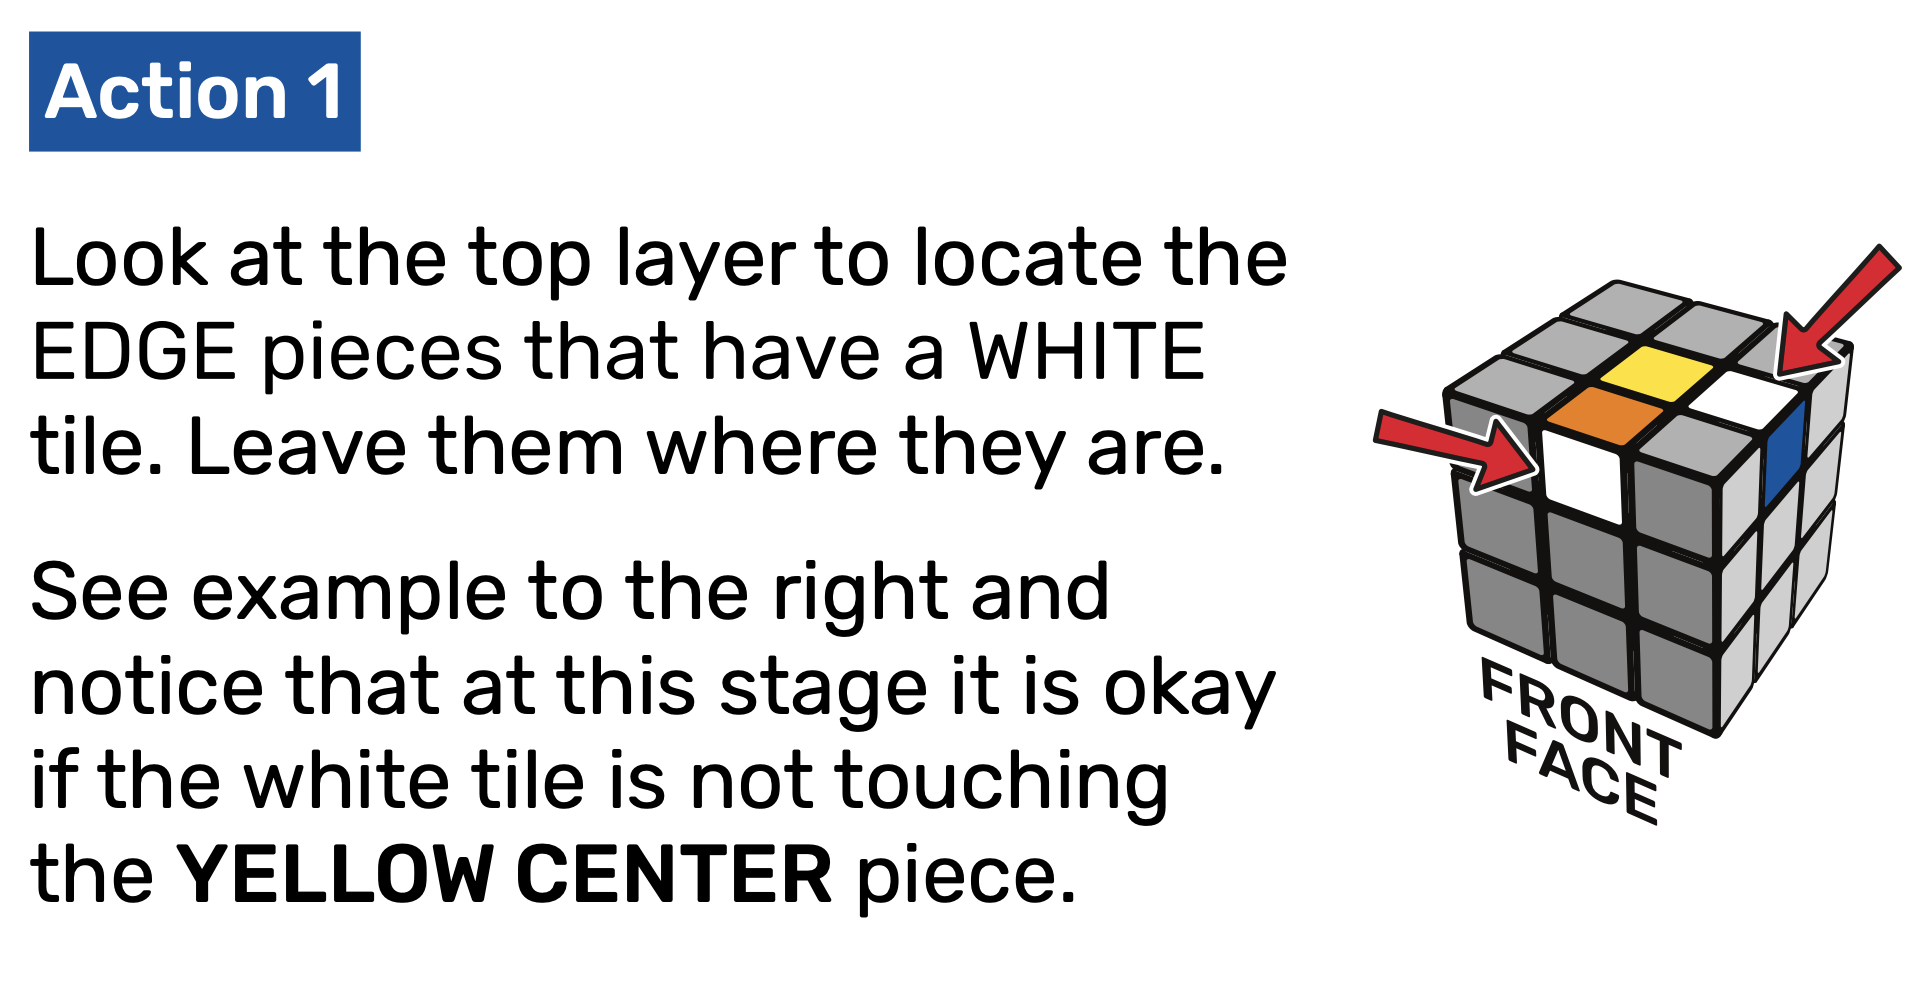 Action 1
Look at the top layer to locate the
EDGE pieces that have a WHITE
tile. Leave them where they are.
See example to the right and
notice that at this stage it is okay
if the white tile is not touching
the YELLOW CENTER piece.
FRONT
FACE